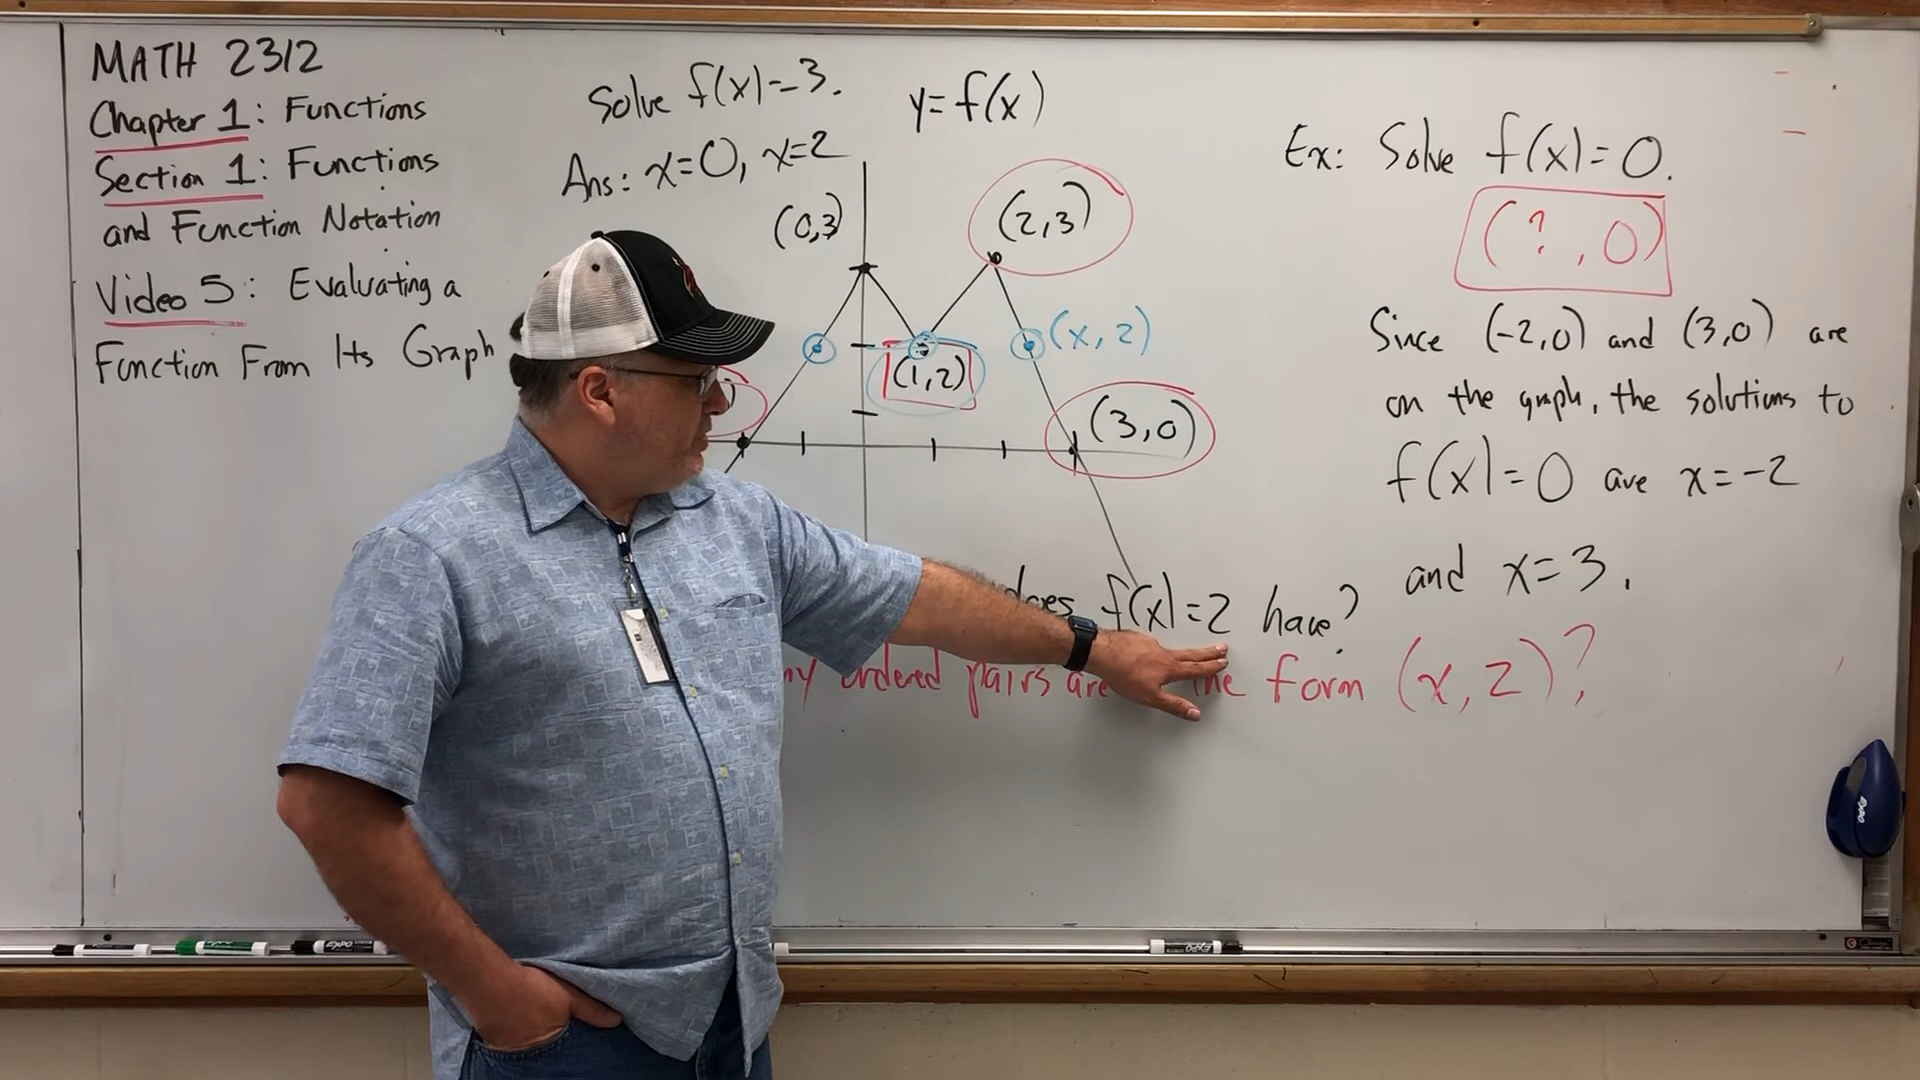 MATH 2312
Chapter 1: Functions
Section 1: Functions
and Function Notation
Video 5: Evaluating a
Function From Its Graph
Solve f(x)=3.
Ans: x=0, x=2
y=f(x)
(0,3)
(2,3)
(x, 2)
(1,2)
(3,0)
does f(x)=2 have?
ordered pairs are the form (x, 2)?
Ex: Solve f(x)=0.
(?, 0)
Since (-2,0) and (3,0) are
on the graph, the solutions to
f(x)=0 are x=-2
and x=3.
EXPO
EXPO
EXPO